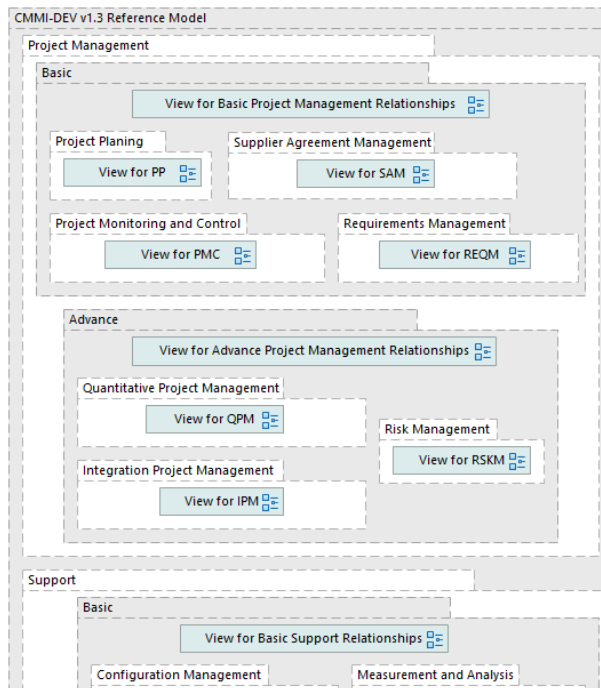 CMMI-DEV v1.3 Reference Model
Project Management
Basic
View for Basic Project Management Relationships
Project Planing
Supplier Agreement Management
View for PP
View for SAM
Project Monitoring and Control
Requirements Management
View for PMC
View for REQM
Advance
View for Advance Project Management Relationships
Quantitative Project Management
View for QPM
Risk Management
View for RSKM
Integration Project Management
View for IPM
Support
Basic
View for Basic Support Relationships
Configuration Management
Measurement and Analysis